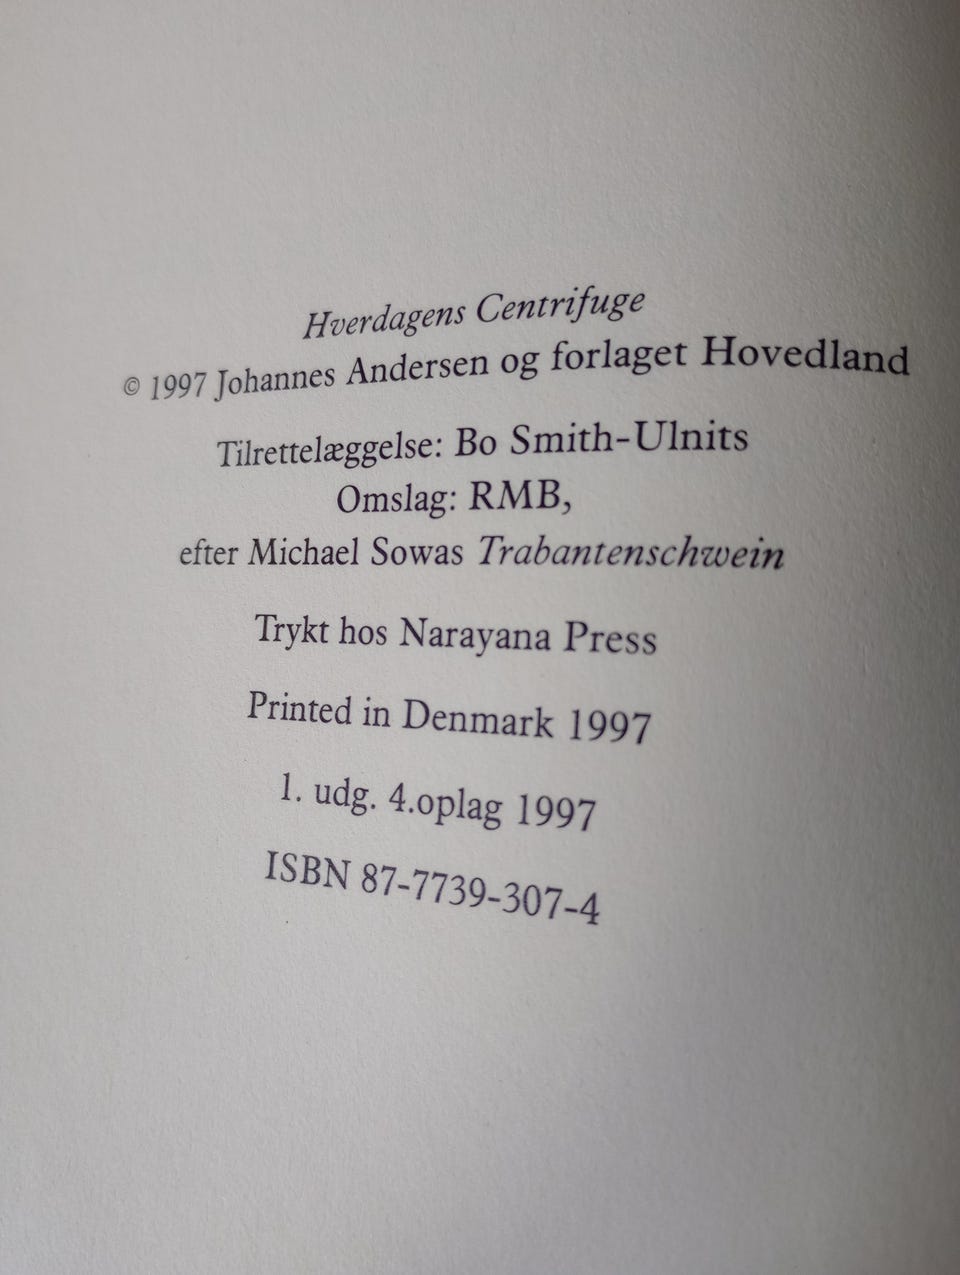 Hverdagens Centrifuge
© 1997 Johannes Andersen og forlaget Hovedland
Tilrettelæggelse: Bo Smith-Ulnits
Omslag: RMB,
efter Michael Sowas Trabantenschwein
Trykt hos Narayana Press
Printed in Denmark 1997
1. udg. 4.oplag 1997
ISBN 87-7739-307-4